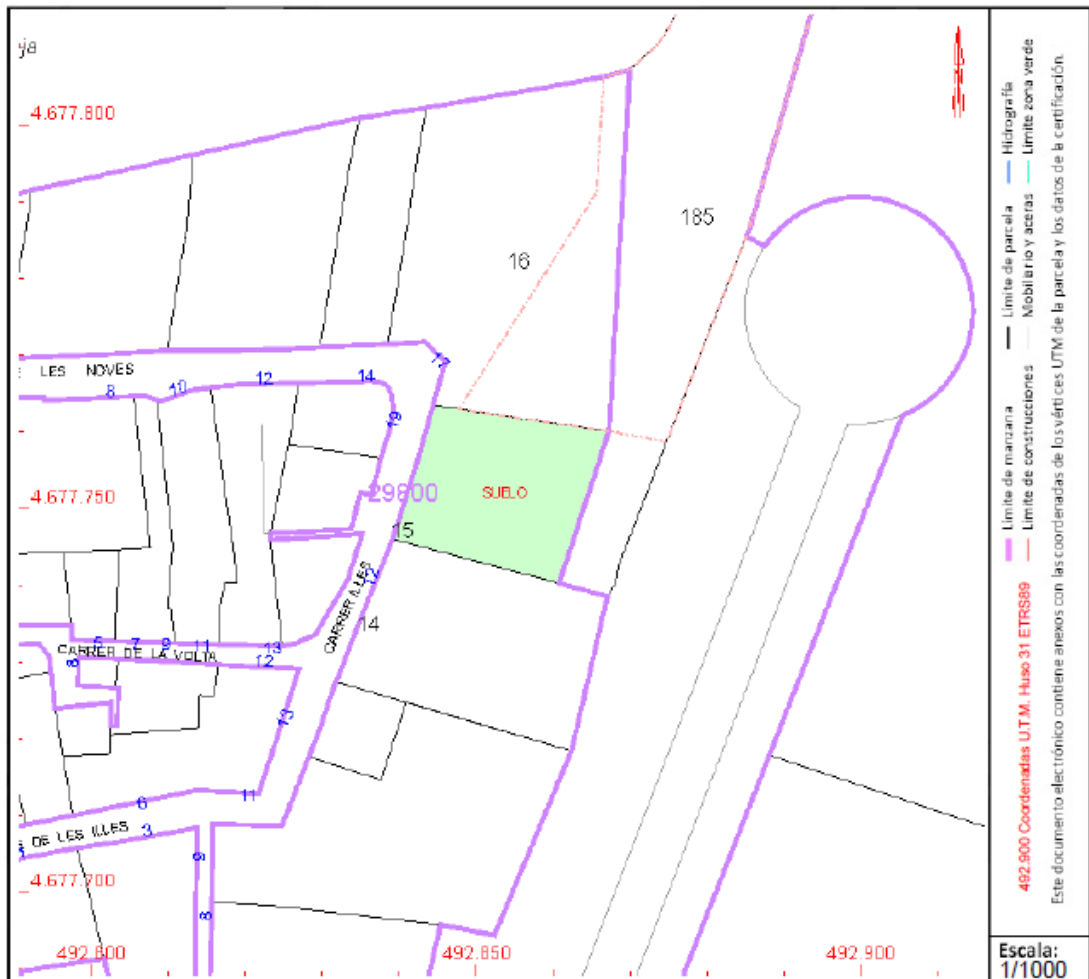 ja
4.677.800
185
16
E LES NOVES
8
10
12
14
17
19
4.677.750
29800
SUELO
15
12
CARRER ILLES
14
5
7
9
11
13
CARRER DE LA VOLTA
12
8
13
6
11
S DE LES ILLES
3
9
8
4.677.700
492.800
492.850
492.900
Límite de manzana
Límite de parcela
Hidrografía
Límite de construcciones
Mobiliario y aceras
Límite zona verde
492.900 Coordenadas U.T.M. Huso 31 ETRS89
Este documento electrónico contiene anexos con las coordenadas de los vértices UTM de la parcela y los datos de la certificación.
Escala:
1/1000